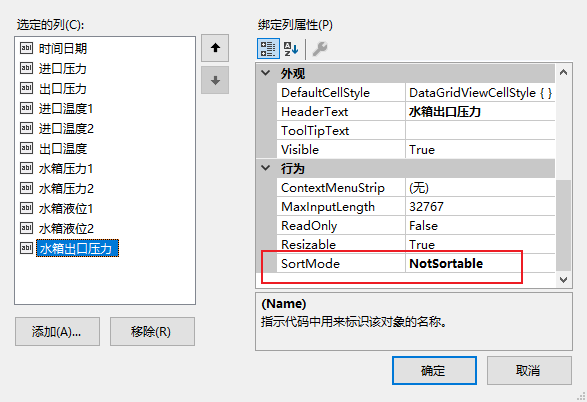 选定的列(C):
abl 时间日期
abl 进口压力
abl 出口压力
abl 进口温度1
abl 进口温度2
abl 出口温度
abl 水箱压力1
abl 水箱压力2
abl 水箱液位1
abl 水箱液位2
abl 水箱出口压力
添加(A)...
移除(R)
绑定列属性(P)
外观
DefaultCellStyle DataGridViewCellStyle { }
HeaderText 水箱出口压力
ToolTipText
Visible True
行为
ContextMenuStrip (无)
MaxInputLength 32767
ReadOnly False
Resizable True
SortMode NotSortable
(Name)
指示代码中用来标识该对象的名称。
确定
取消